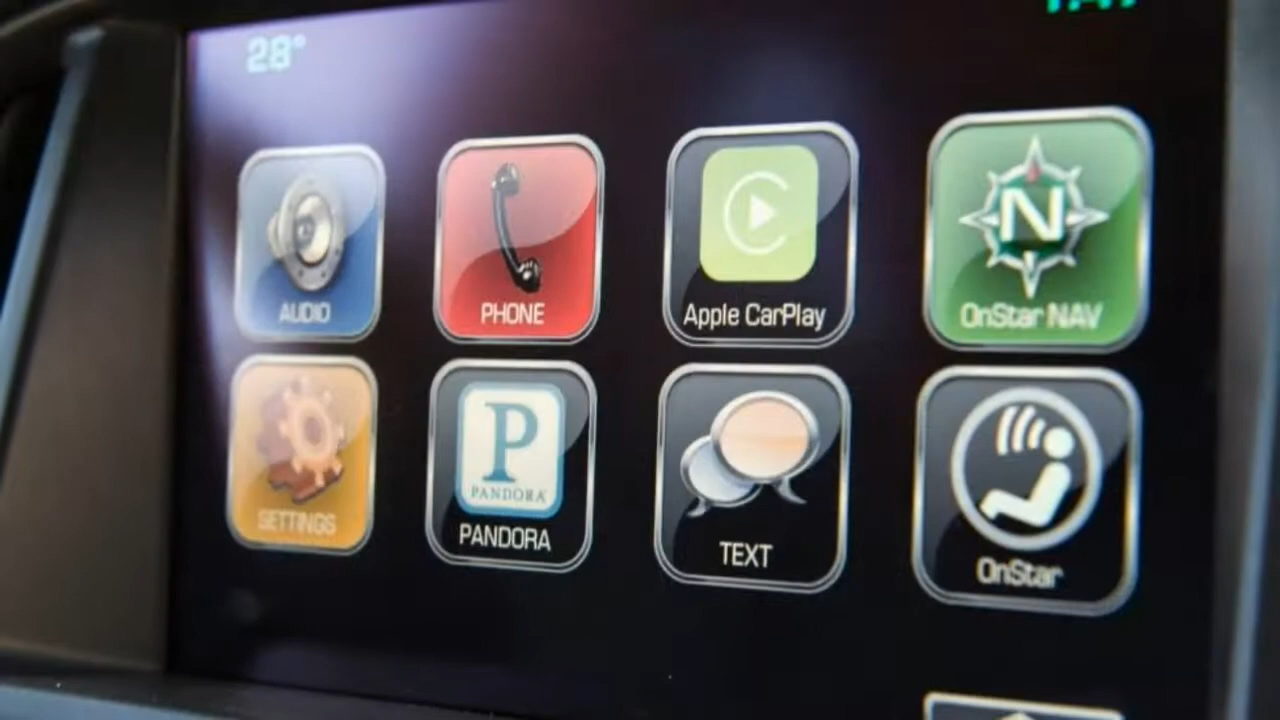 28°
AUDIO
PHONE
Apple CarPlay
N
OnStar NAV
SETTINGS
P
PANDORA
PANDORA
TEXT
OnStar